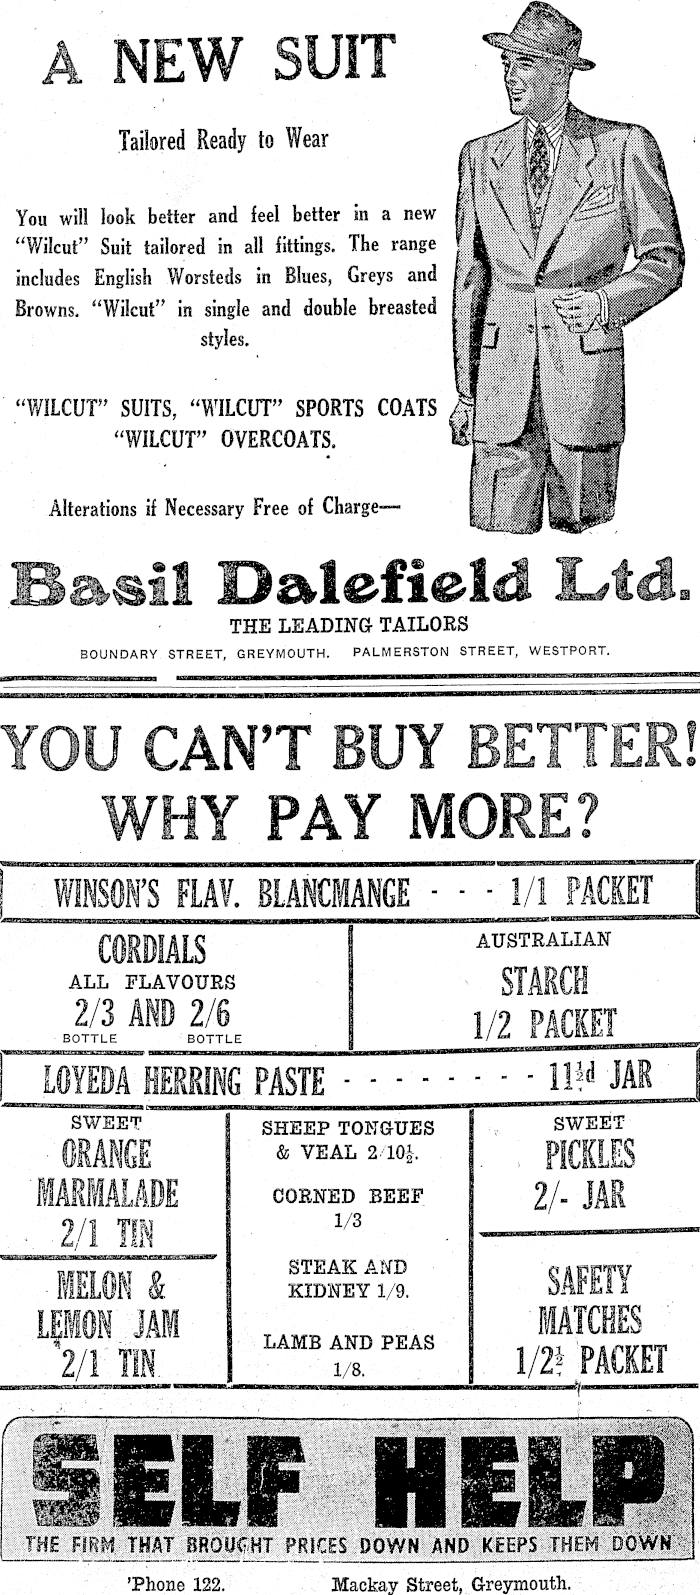 A NEW SUIT
Tailored Ready to Wear
You will look better and feel better in a new
“Wilcut” Suit tailored in all fittings. The range
includes English Worsteds in Blues, Greys and
Browns. “Wilcut” in single and double breasted
styles.
“WILCUT” SUITS, “WILCUT” SPORTS COATS
“WILCUT” OVERCOATS.
Alterations if Necessary Free of Charge—
Basil Dalefield Ltd.
THE LEADING TAILORS
BOUNDARY STREET, GREYMOUTH. PALMERSTON STREET, WESTPORT.
YOU CAN'T BUY BETTER!
WHY PAY MORE?
WINSON'S FLAV. BLANCMANGE - - - 1/1 PACKET
CORDIALS
ALL FLAVOURS
2/3 AND 2/6
BOTTLE BOTTLE
AUSTRALIAN
STARCH
1/2 PACKET
LOYEDA HERRING PASTE - - - - - - - - 11½d JAR
SWEET
ORANGE
MARMALADE
2/1 TIN
MELON &
LEMON JAM
2/1 TIN
SHEEP TONGUES
& VEAL 2/10½.
CORNED BEEF
1/3
STEAK AND
KIDNEY 1/9.
LAMB AND PEAS
1/8.
SWEET
PICKLES
2/- JAR
SAFETY
MATCHES
1/2½ PACKET
SELF HELP
THE FIRM THAT BROUGHT PRICES DOWN AND KEEPS THEM DOWN
'Phone 122. Mackay Street, Greymouth.